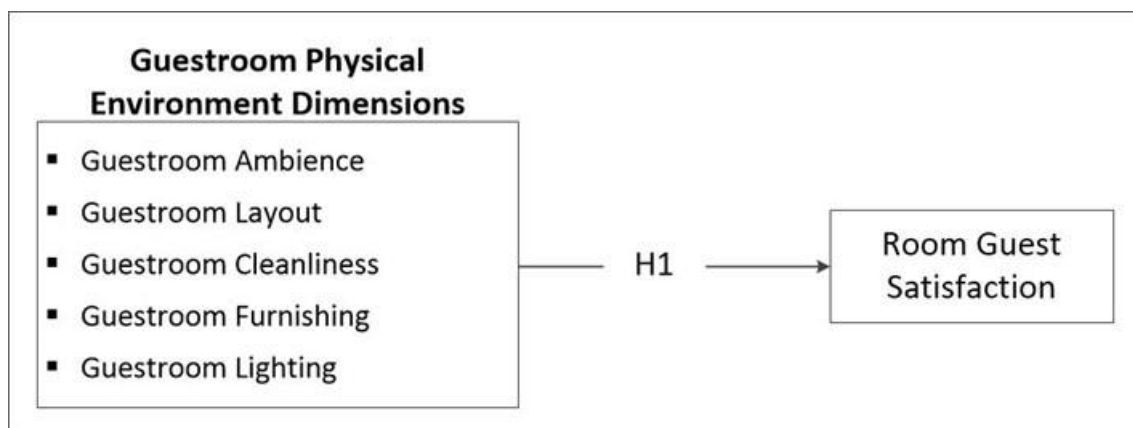 Guestroom Physical
Environment Dimensions
▪ Guestroom Ambience
▪ Guestroom Layout
▪ Guestroom Cleanliness
▪ Guestroom Furnishing
▪ Guestroom Lighting
H1
Room Guest
Satisfaction